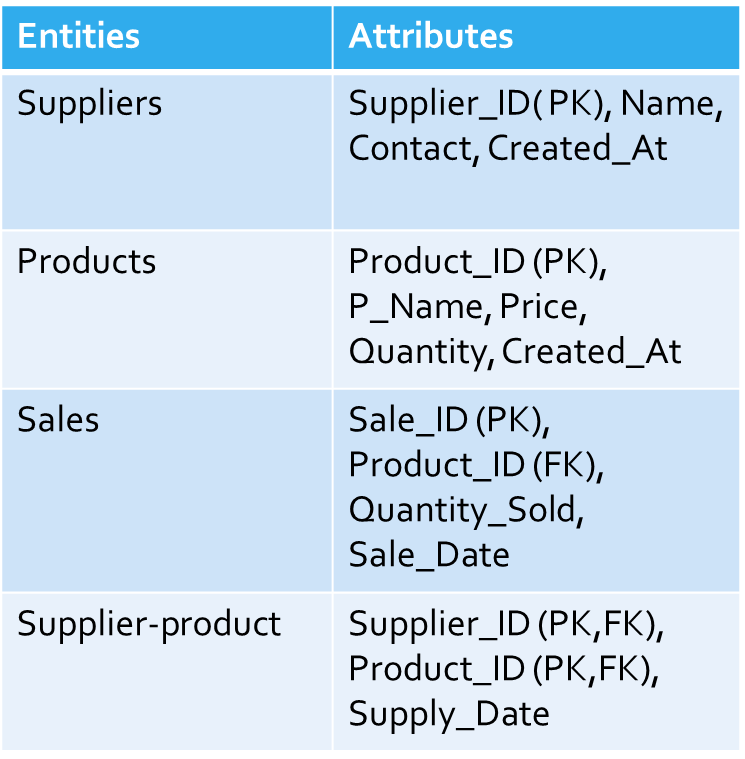 Entities Attributes
Suppliers Supplier_ID( PK), Name,
Contact, Created_At
Products Product_ID (PK),
P_Name, Price,
Quantity, Created_At
Sales Sale_ID (PK),
Product_ID (FK),
Quantity_Sold,
Sale_Date
Supplier-product Supplier_ID (PK,FK),
Product_ID (PK,FK),
Supply_Date